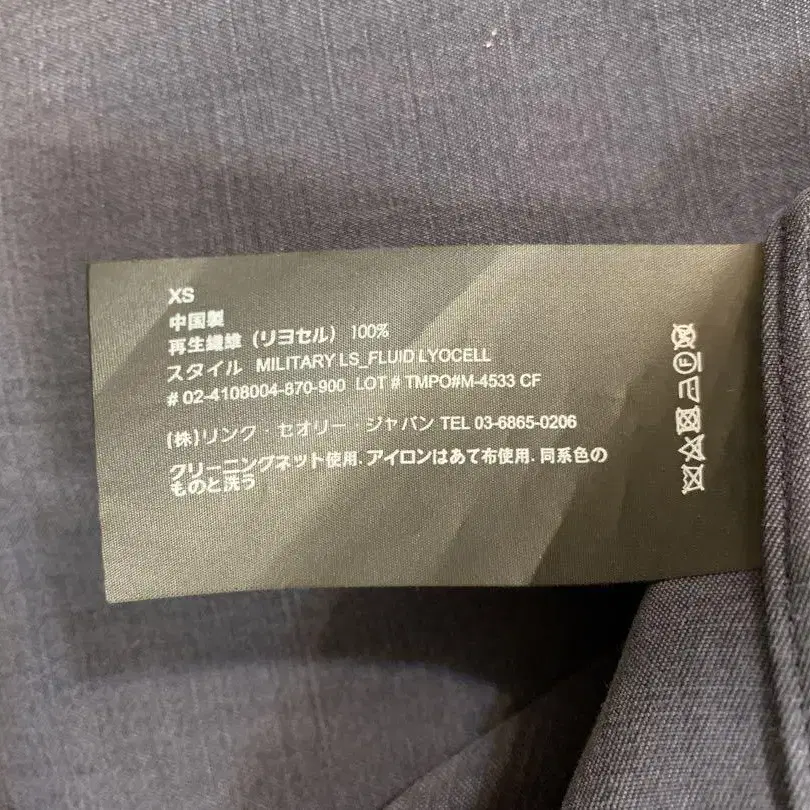 XS
中国製
再生繊維 (リヨセル) 100%
スタイル MILITARY LS_FLUID LYOCELL
# 02-4108004-870-900 LOT # TMPO#M-4533 CF
(株)リンク・セオリー・ジャパン TEL 03-6865-0206
クリーニングネット使用. アイロンはあて布使用. 同系色の
ものと洗う